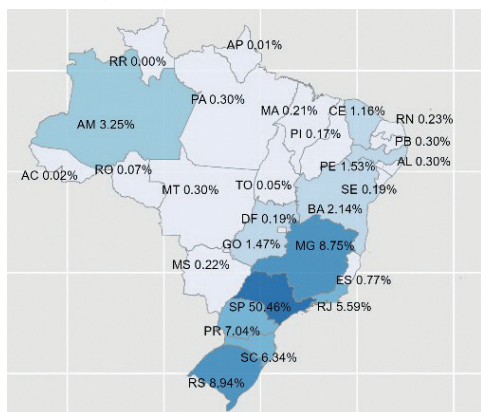 AP 0.01%
RR 0.00%
PA 0.30%
MA 0.21%
CE 1.16%
RN 0.23%
AM 3.25%
PI 0.17%
PB 0.30%
AL 0.30%
PE 1.53%
AC 0.02%
RO 0.07%
MT 0.30%
TO 0.05%
SE 0.19%
BA 2.14%
DF 0.19%
GO 1.47%
MG 8.75%
MS 0.22%
ES 0.77%
SP 50.46%
RJ 5.59%
PR 7.04%
SC 6.34%
RS 8.94%